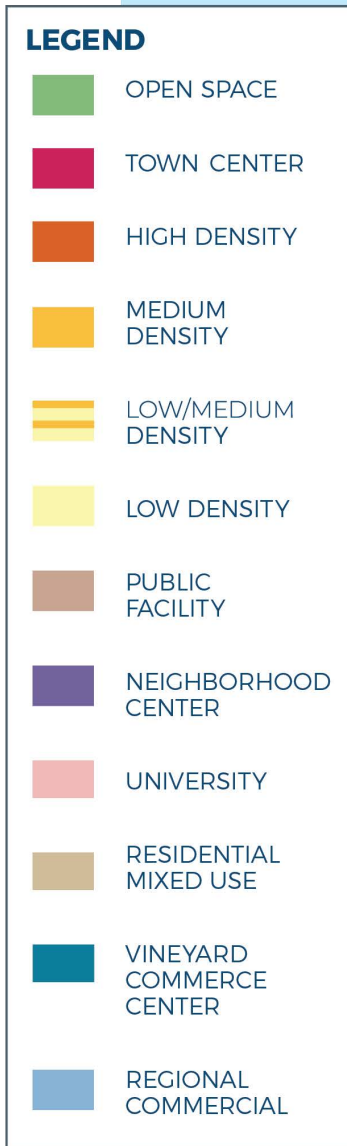 LEGEND
OPEN SPACE
TOWN CENTER
HIGH DENSITY
MEDIUM
DENSITY
LOW/MEDIUM
DENSITY
LOW DENSITY
PUBLIC
FACILITY
NEIGHBORHOOD
CENTER
UNIVERSITY
RESIDENTIAL
MIXED USE
VINEYARD
COMMERCE
CENTER
REGIONAL
COMMERCIAL